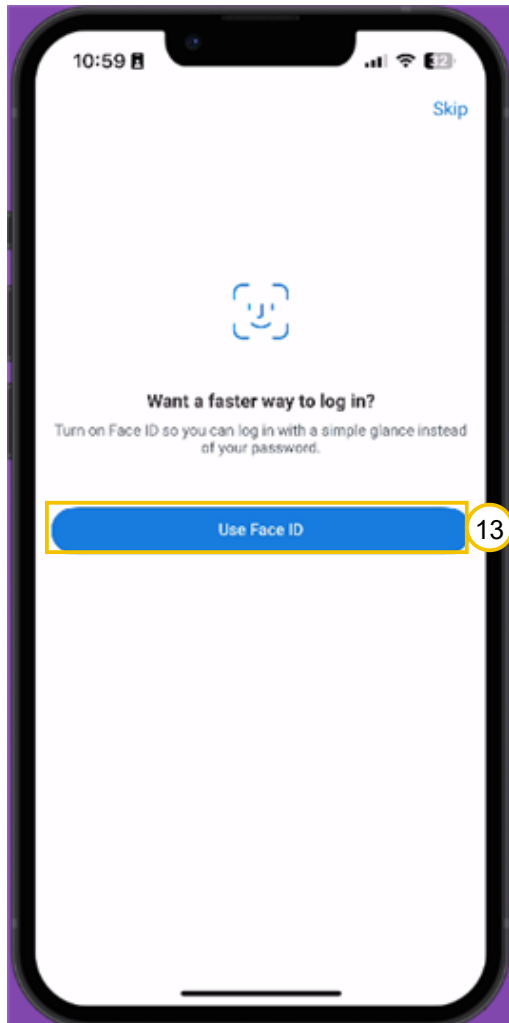 10:59
32
Skip
Want a faster way to log in?
Turn on Face ID so you can log in with a simple glance instead
of your password.
Use Face ID
13